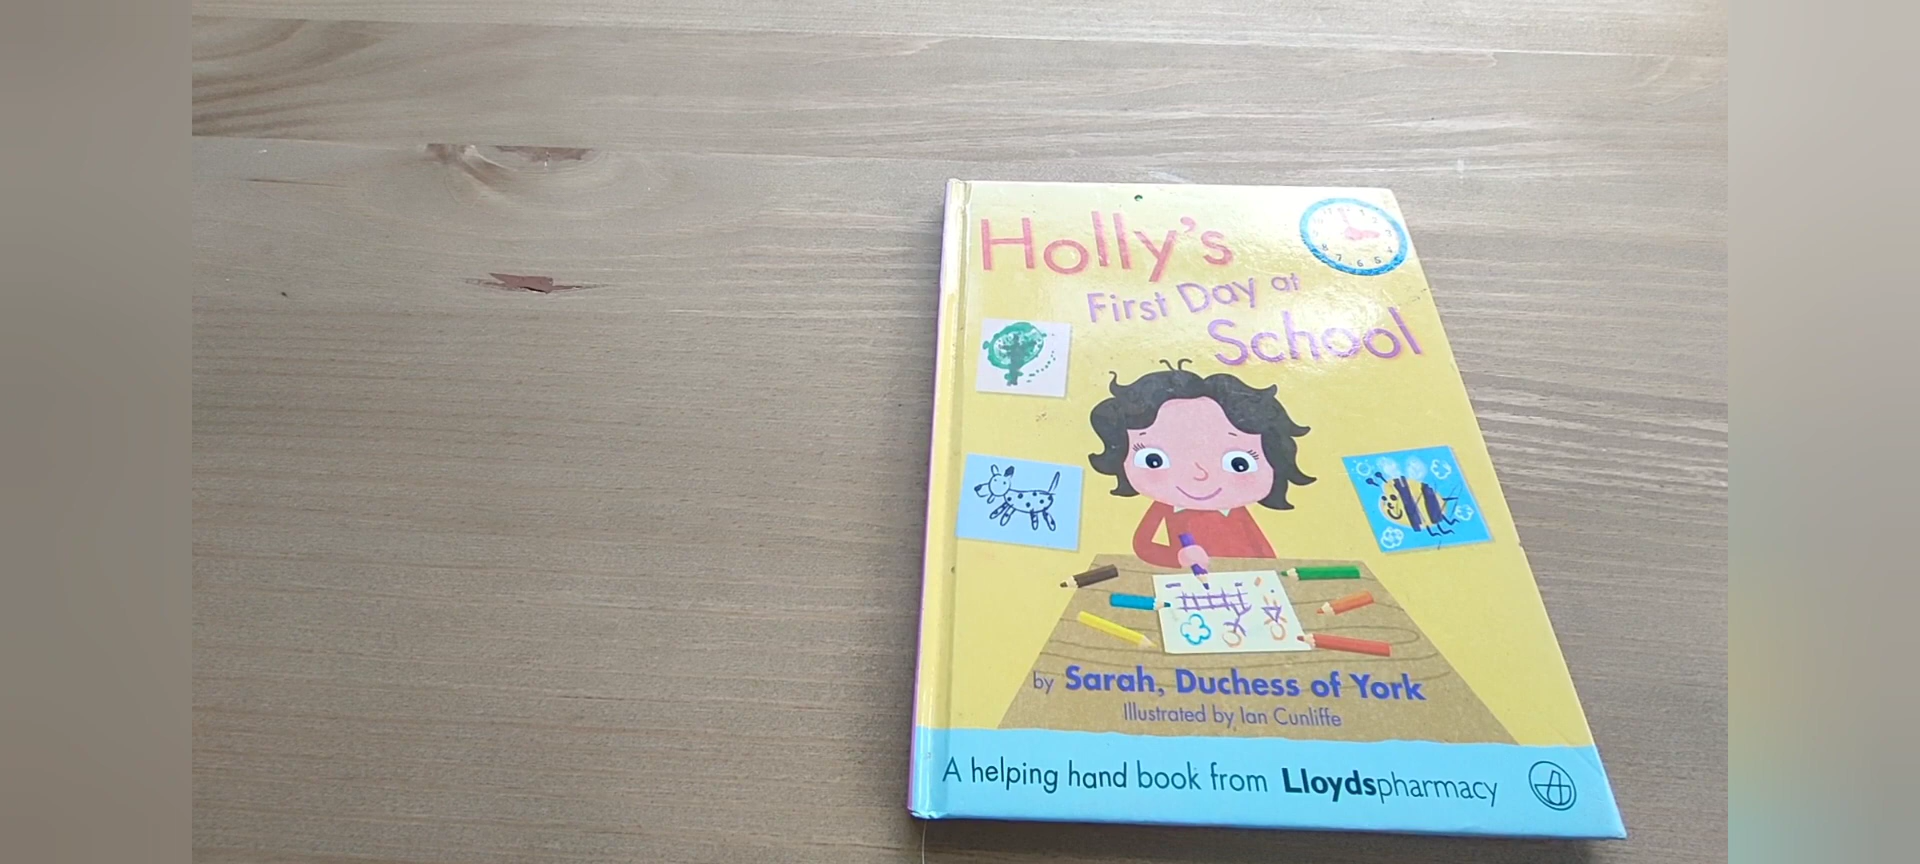 Holly's
First Day at
School
by Sarah, Duchess of York
Illustrated by Ian Cunliffe
A helping hand book from Lloydspharmacy